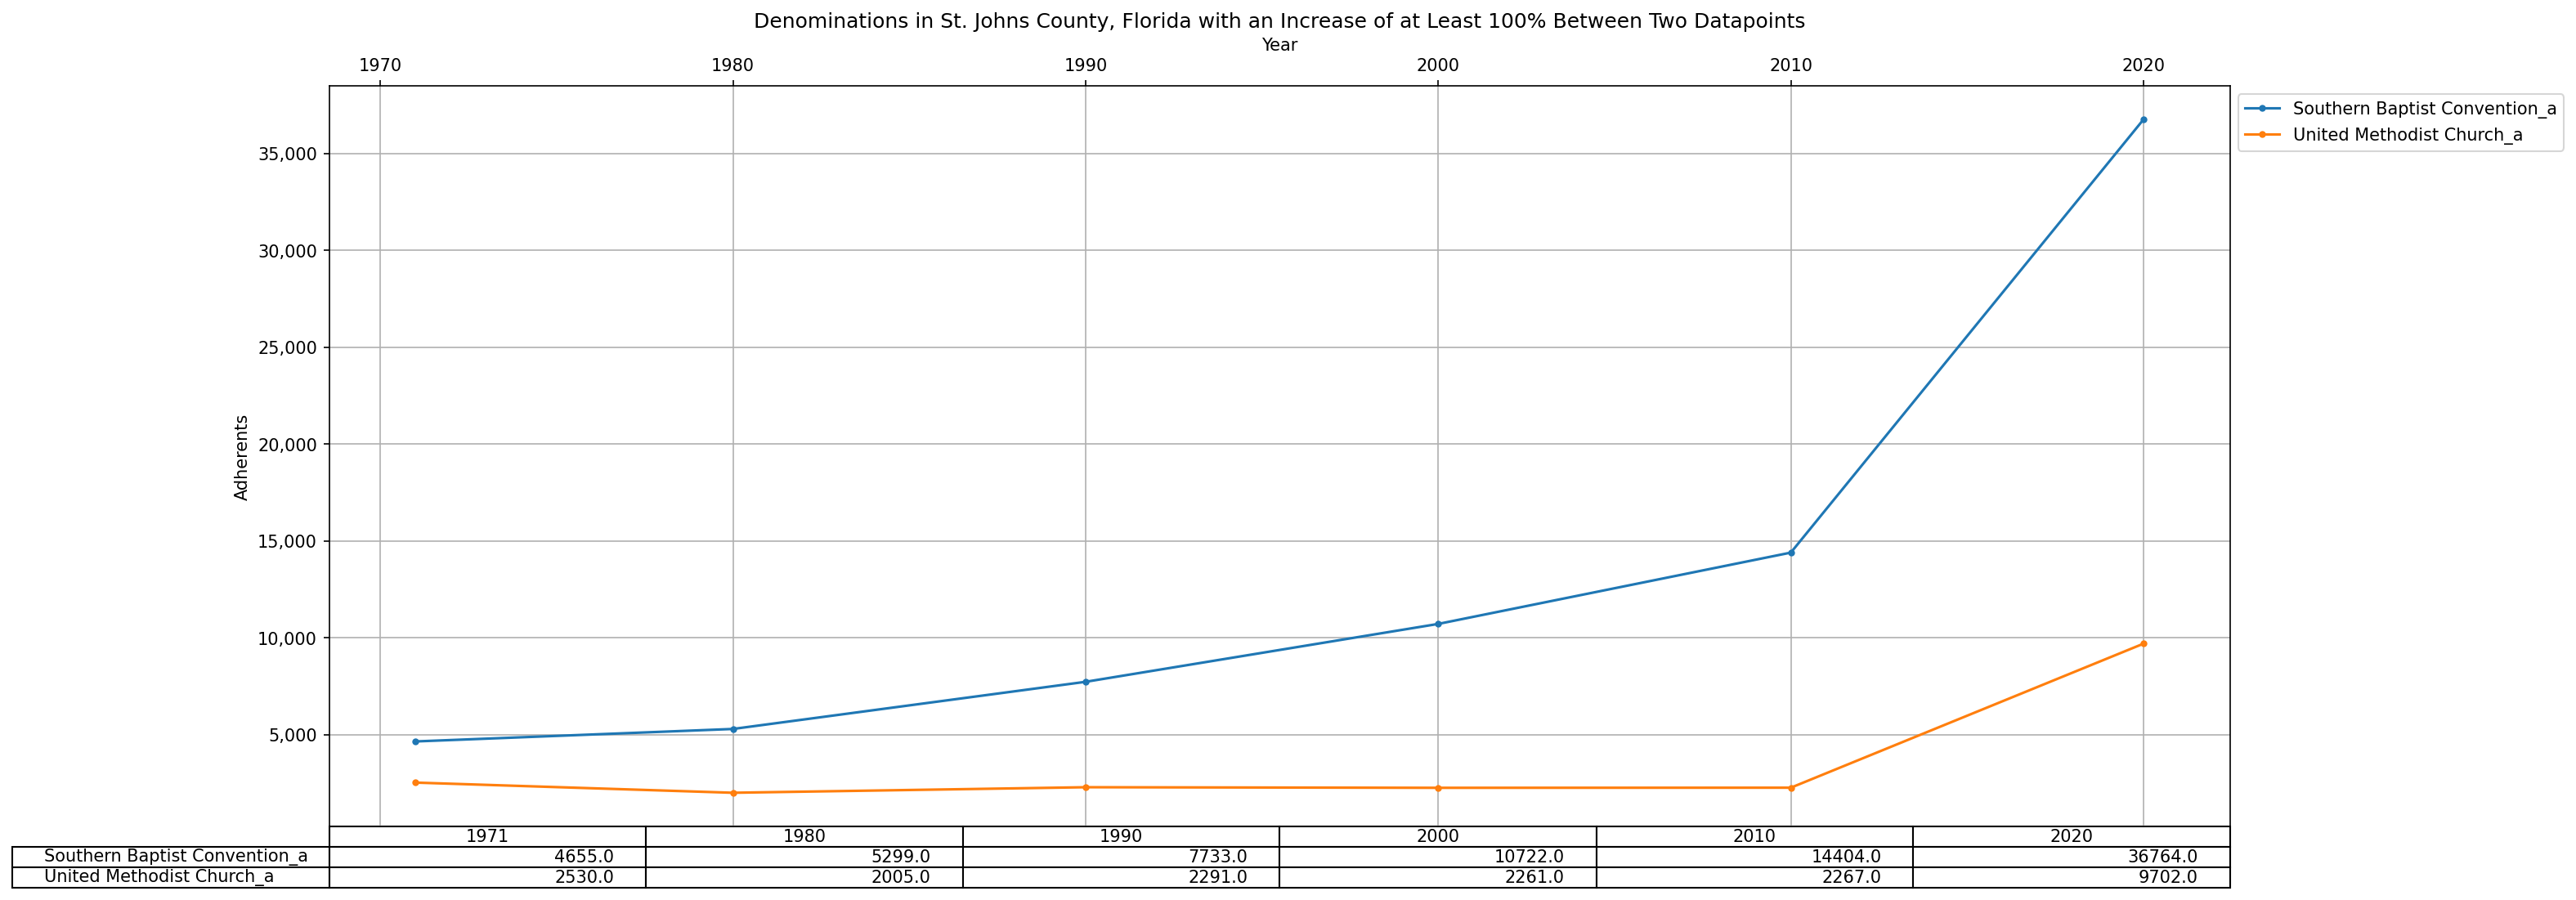 Denominations in St. Johns County, Florida with an Increase of at Least 100% Between Two Datapoints
Year
1970 1980 1990 2000 2010 2020
Southern Baptist Convention_a
United Methodist Church_a
35,000
30,000
25,000
20,000
15,000
10,000
5,000
Adherents
1971 1980 1990 2000 2010 2020
Southern Baptist Convention_a 4655.0 5299.0 7733.0 10722.0 14404.0 36764.0
United Methodist Church_a 2530.0 2005.0 2291.0 2261.0 2267.0 9702.0